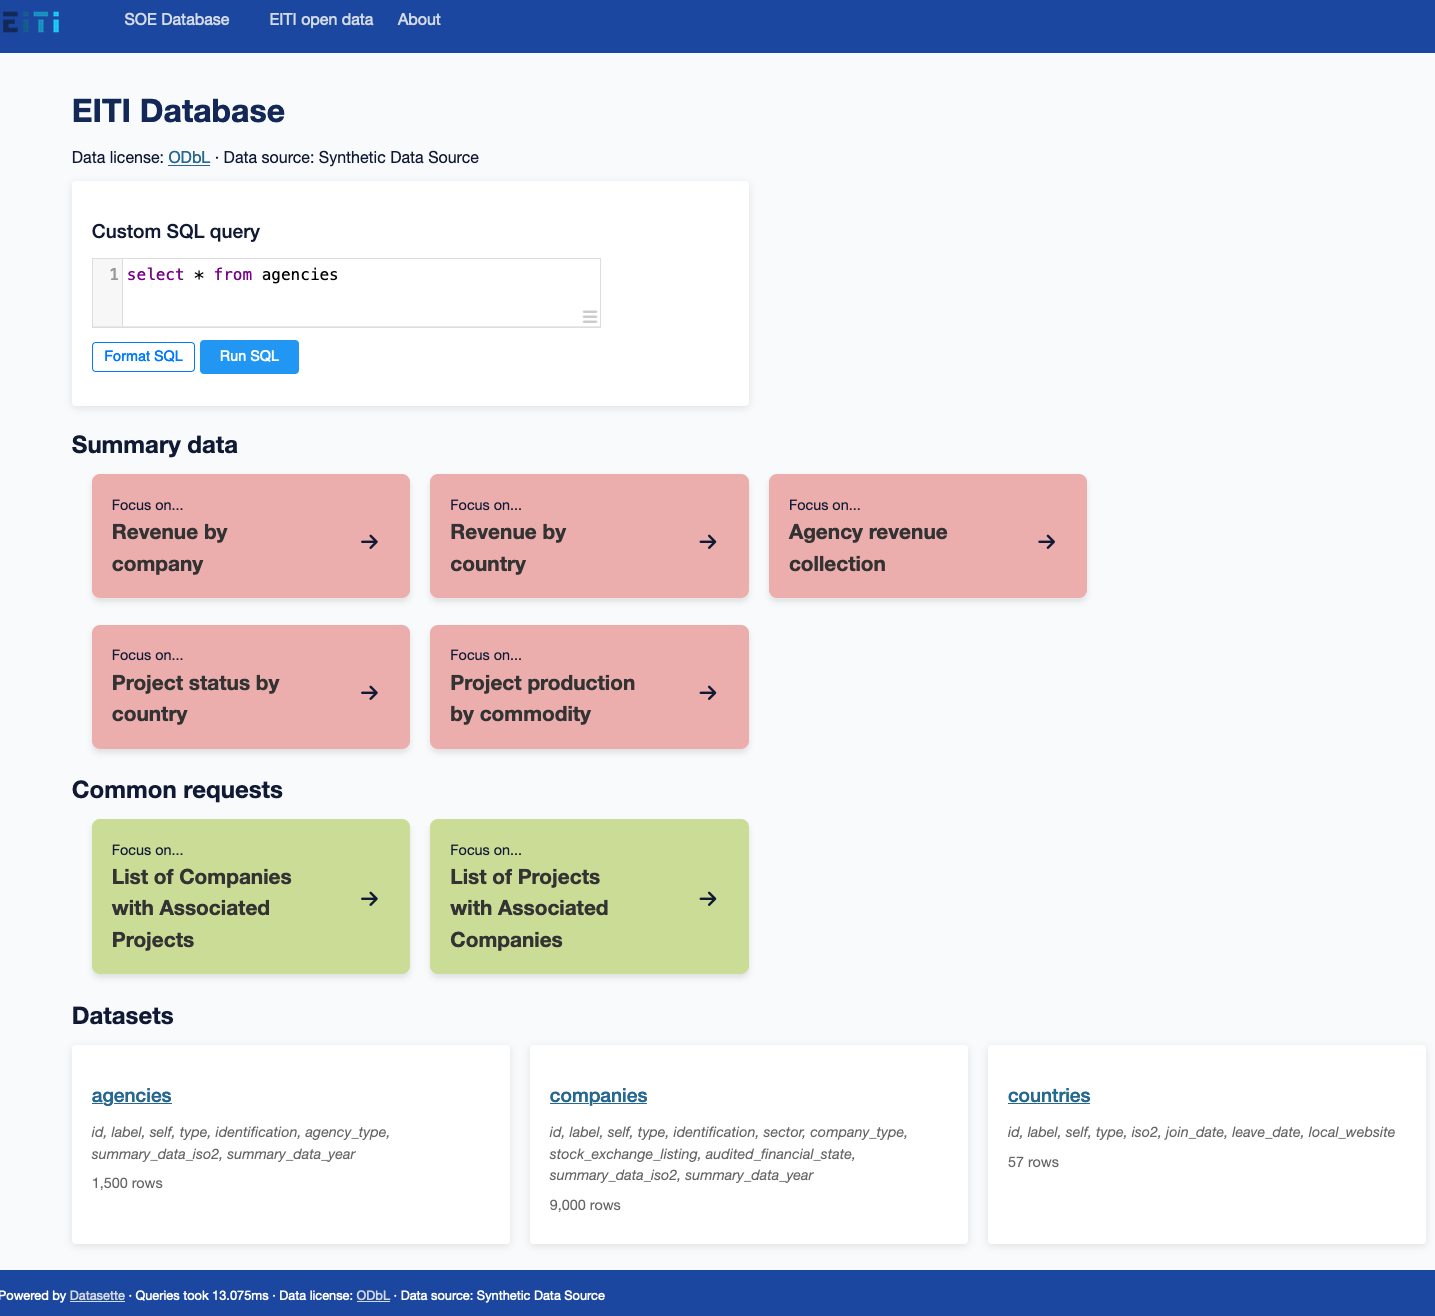 EITI
SOE Database
EITI open data
About
EITI Database
Data license: ODbL · Data source: Synthetic Data Source
Custom SQL query
1
select * from agencies
Format SQL
Run SQL
Summary data
Focus on...
Revenue by
company
Focus on...
Revenue by
country
Focus on...
Agency revenue
collection
Focus on...
Project status by
country
Focus on...
Project production
by commodity
Common requests
Focus on...
List of Companies
with Associated
Projects
Focus on...
List of Projects
with Associated
Companies
Datasets
agencies
id, label, self, type, identification, agency_type,
summary_data_iso2, summary_data_year
1,500 rows
companies
id, label, self, type, identification, sector, company_type,
stock_exchange_listing, audited_financial_state,
summary_data_iso2, summary_data_year
9,000 rows
countries
id, label, self, type, iso2, join_date, leave_date, local_website
57 rows
Powered by Datasette · Queries took 13.075ms · Data license: ODbL · Data source: Synthetic Data Source